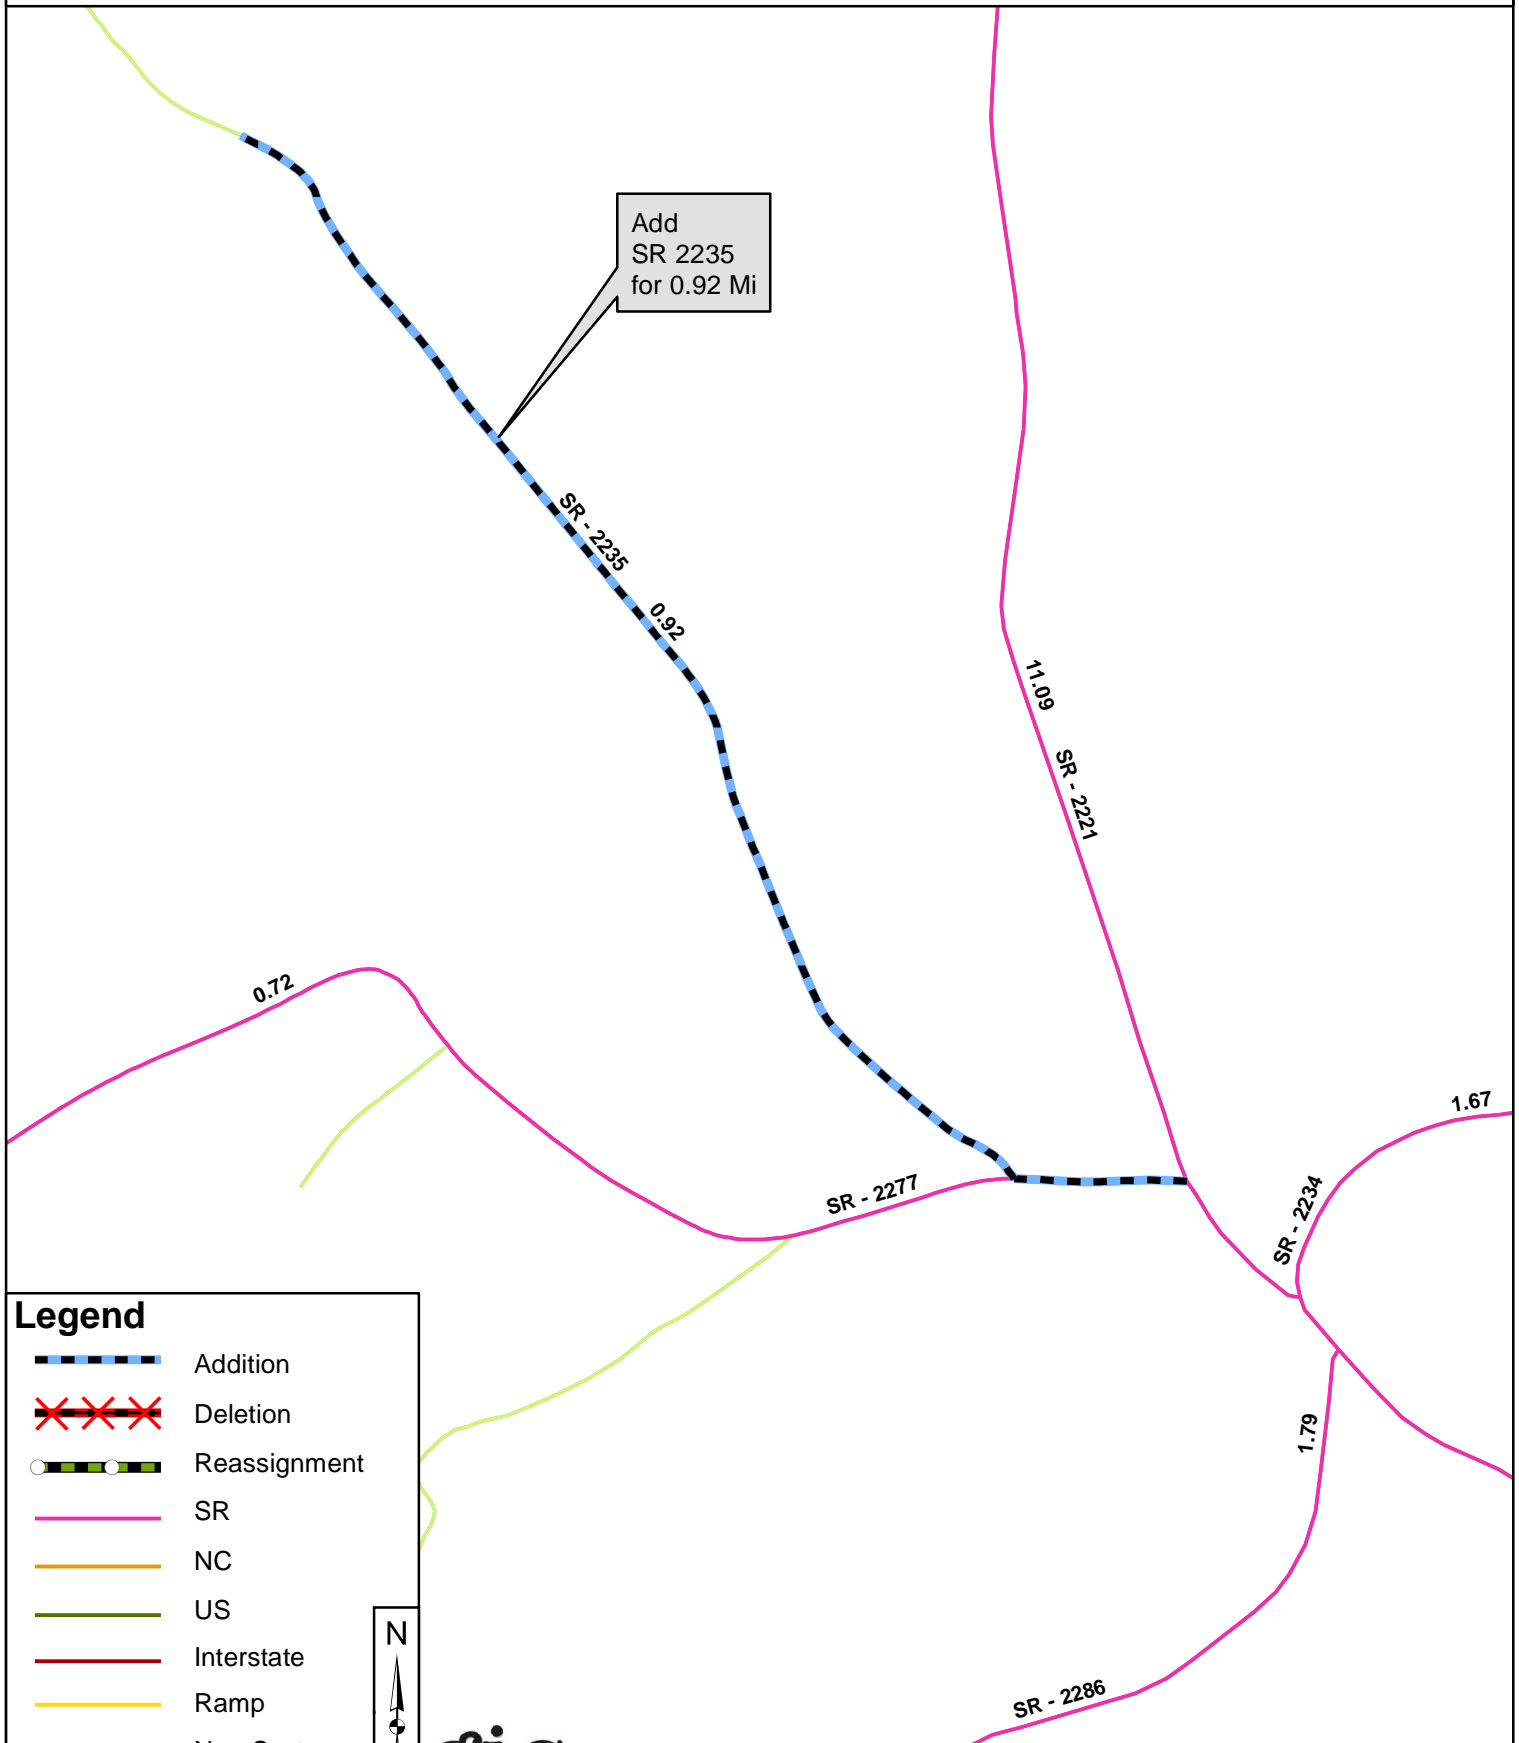 Add
SR 2235
for 0.92 Mi
SR - 2235
0.92
11.09
SR - 2221
0.72
1.67
SR - 2277
SR - 2234
1.79
SR - 2286
Legend
Addition
Deletion
Reassignment
SR
NC
US
Interstate
Ramp
N